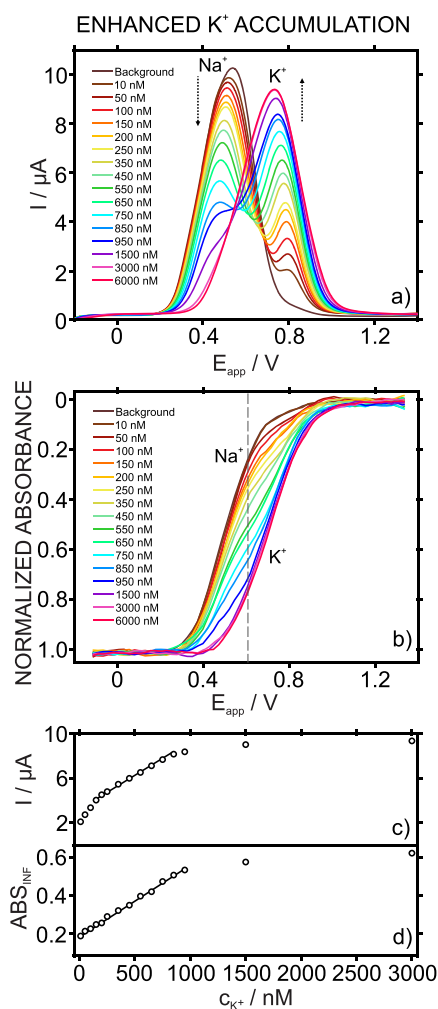 ENHANCED K⁺ ACCUMULATION
Background
10 nM
50 nM
100 nM
150 nM
200 nM
250 nM
350 nM
450 nM
550 nM
650 nM
750 nM
850 nM
950 nM
1500 nM
3000 nM
6000 nM
Na⁺
K⁺
10
8
6
4
2
0
I / µA
a)
0 0.4 0.8 1.2
E_app / V
0
0.2
0.4
0.6
0.8
1.0
NORMALIZED ABSORBANCE
Background
10 nM
50 nM
100 nM
150 nM
200 nM
250 nM
350 nM
450 nM
550 nM
650 nM
750 nM
850 nM
950 nM
1500 nM
3000 nM
6000 nM
Na⁺
K⁺
b)
0 0.4 0.8 1.2
E_app / V
10
6
2
I / µA
c)
0.6
0.4
0.2
ABS_INF
d)
0 500 1000 1500 2000 2500 3000
c_K⁺ / nM